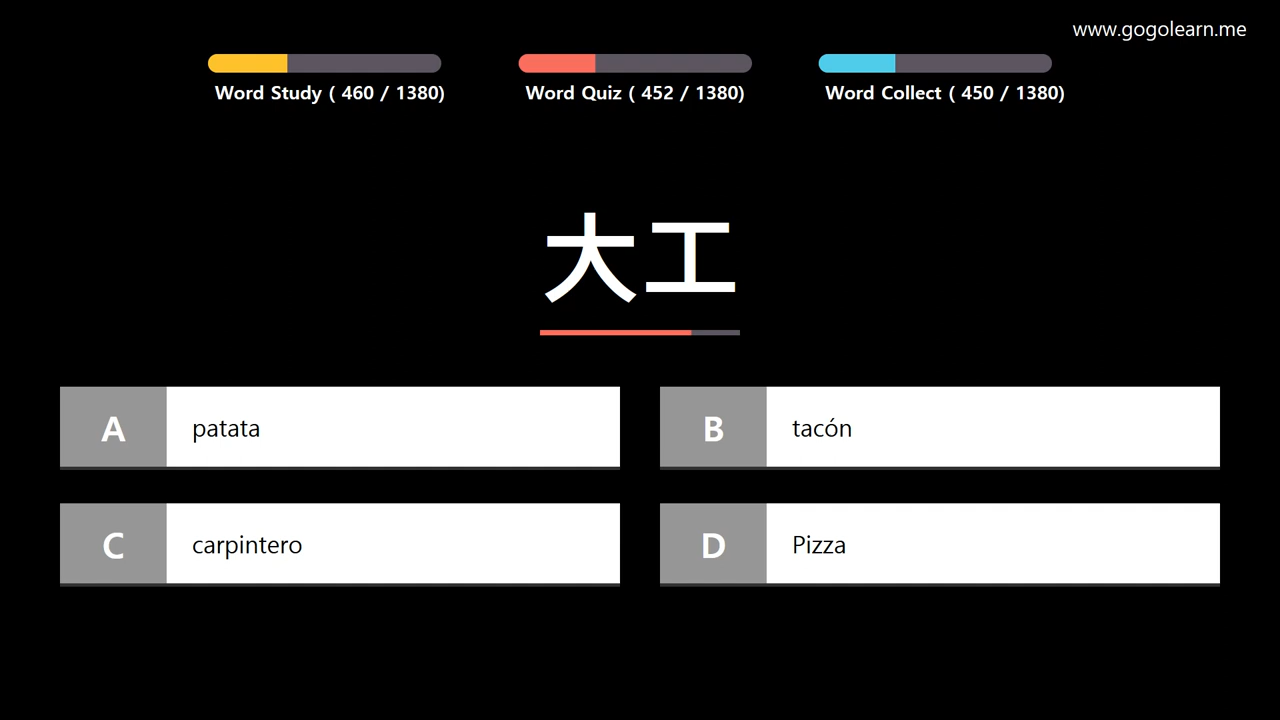 www.gogolearn.me
Word Study ( 460 / 1380)
Word Quiz ( 452 / 1380)
Word Collect ( 450 / 1380)
大工
A patata
B tacón
C carpintero
D Pizza